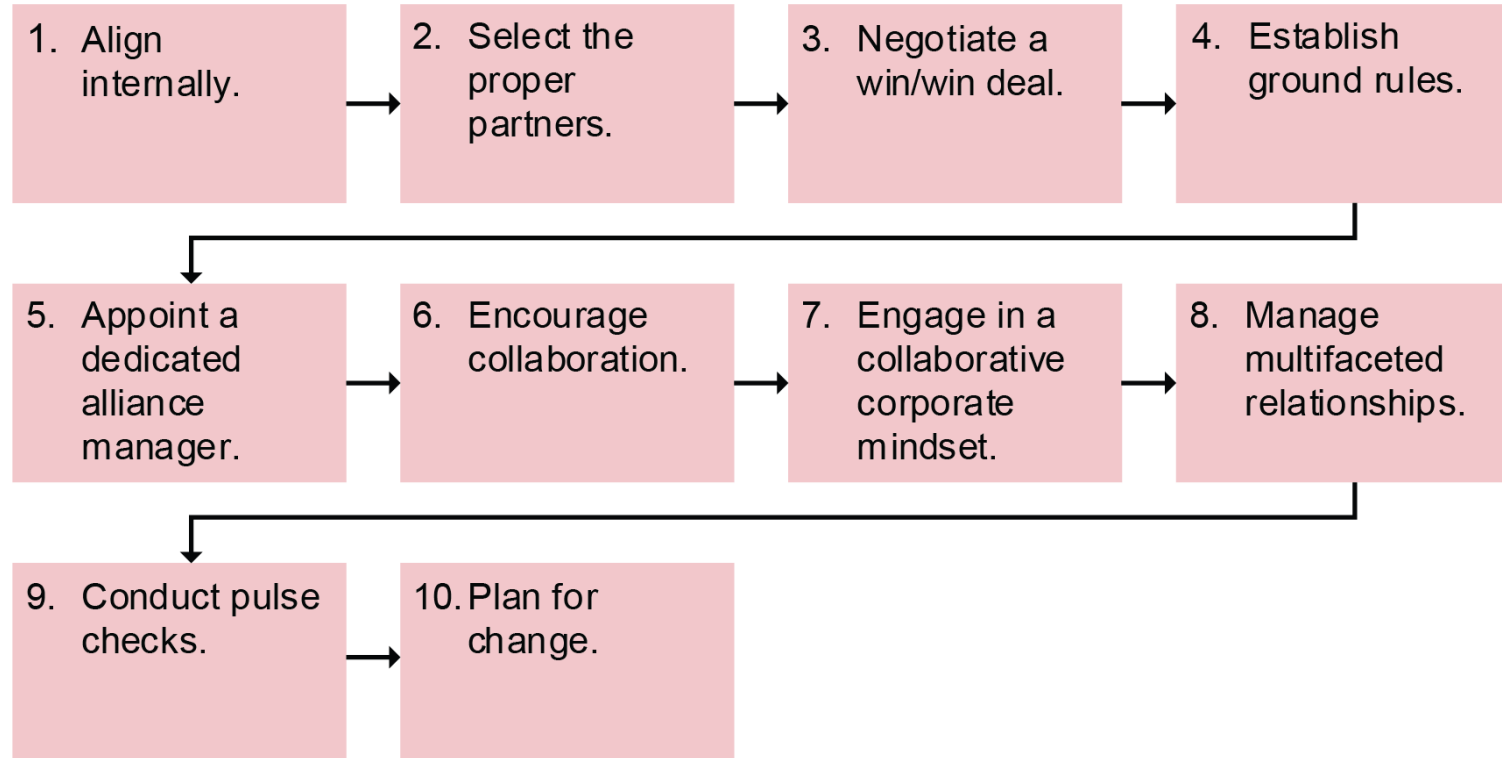 1. Align
internally.
2. Select the
proper
partners.
3. Negotiate a
win/win deal.
4. Establish
ground rules.
5. Appoint a
dedicated
alliance
manager.
6. Encourage
collaboration.
7. Engage in a
collaborative
corporate
mindset.
8. Manage
multifaceted
relationships.
9. Conduct pulse
checks.
10. Plan for
change.